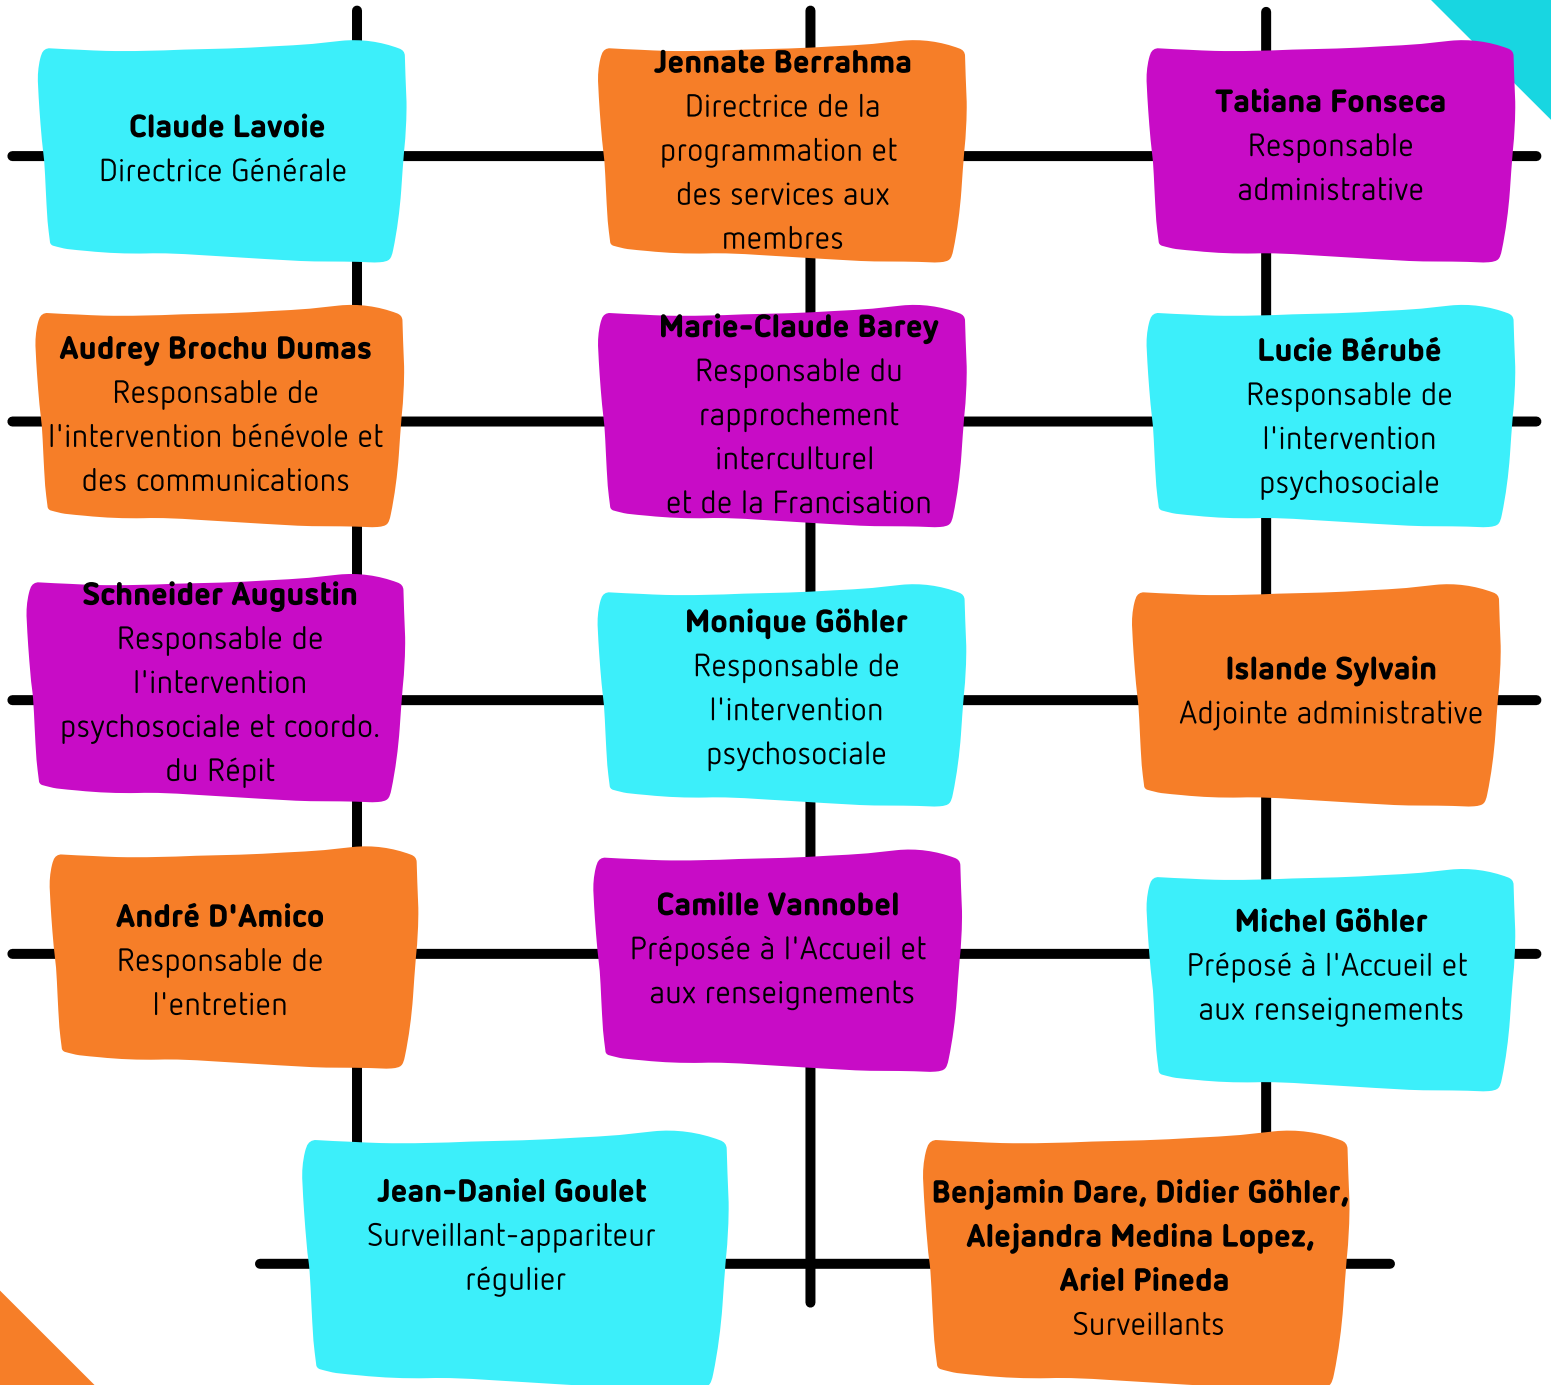 Claude Lavoie
Directrice Générale
Jennate Berrahma
Directrice de la
programmation et
des services aux
membres
Tatiana Fonseca
Responsable
administrative
Audrey Brochu Dumas
Responsable de
l'intervention bénévole et
des communications
Marie-Claude Barey
Responsable du
rapprochement
interculturel
et de la Francisation
Lucie Bérubé
Responsable de
l'intervention
psychosociale
Schneider Augustin
Responsable de
l'intervention
psychosociale et coordo.
du Répit
Monique Göhler
Responsable de
l'intervention
psychosociale
Islande Sylvain
Adjointe administrative
André D'Amico
Responsable de
l'entretien
Camille Vannobel
Préposée à l'Accueil et
aux renseignements
Michel Göhler
Préposé à l'Accueil et
aux renseignements
Jean-Daniel Goulet
Surveillant-appariteur
régulier
Benjamin Dare, Didier Göhler,
Alejandra Medina Lopez,
Ariel Pineda
Surveillants